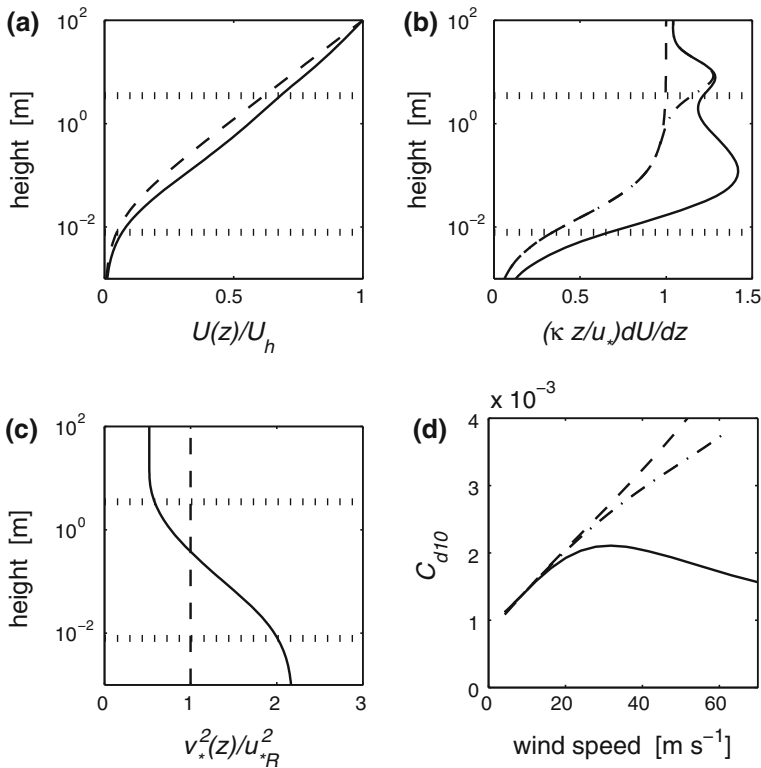 (a)
10^2
10^0
10^-2
height [m]
0 0.5 1
U(z)/U_h
(b)
10^2
10^0
10^-2
height [m]
0 0.5 1 1.5
(κ z/u_*)dU/dz
(c)
10^2
10^0
10^-2
height [m]
0 1 2 3
v_*^2(z)/u_{*R}^2
(d)
x 10^-3
4
3
2
1
0
C_{d10}
0 20 40 60
wind speed [m s^-1]